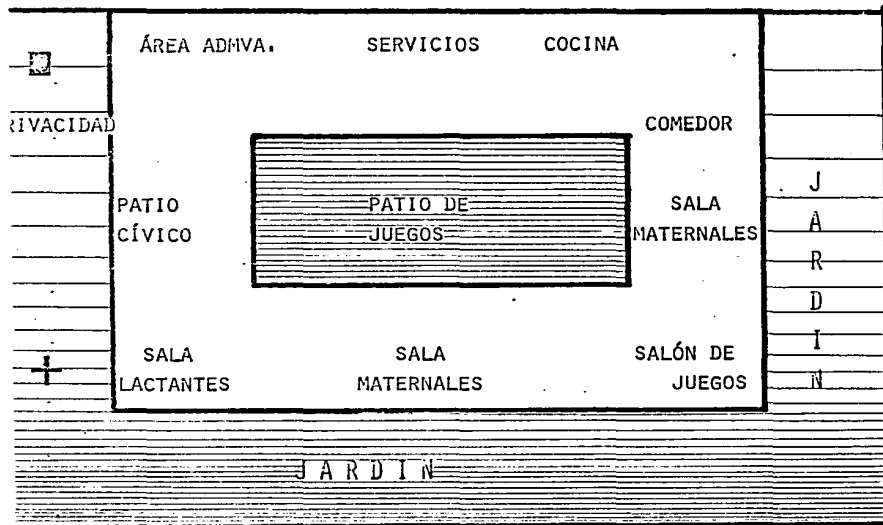 ÁREA ADMVA. SERVICIOS COCINA
RIVACIDAD COMEDOR
PATIO CÍVICO
PATIO DE JUEGOS
SALA MATERNALES
JARDIN
SALA LACTANTES
SALA MATERNALES
SALÓN DE JUEGOS
JARDIN